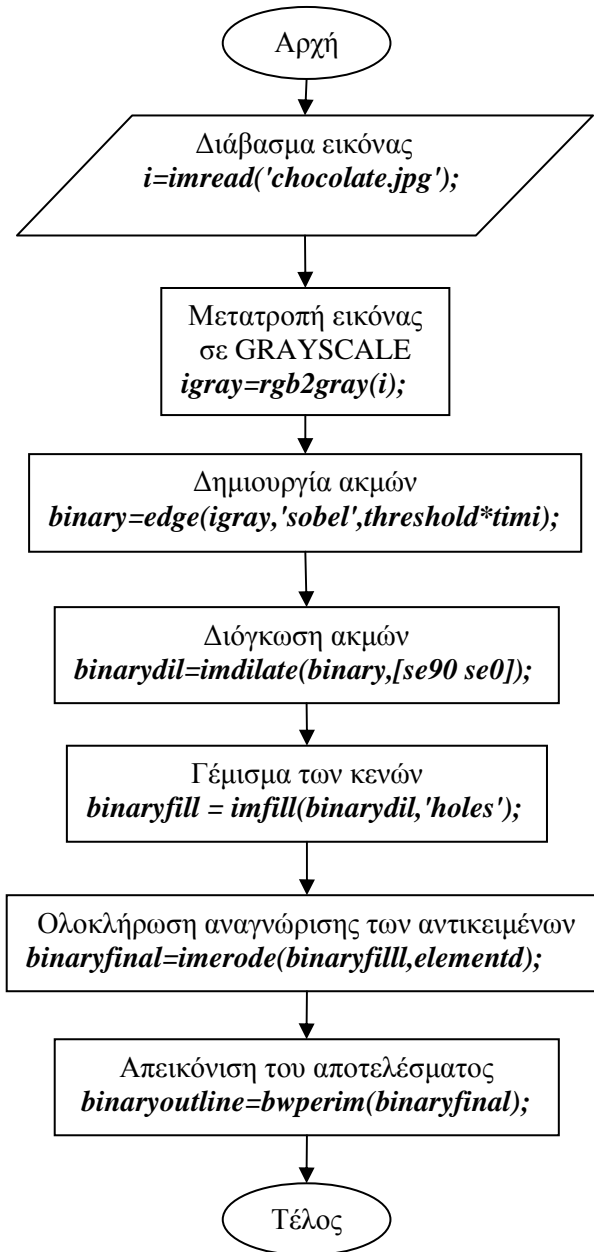 Αρχή
Διάβασμα εικόνας
i=imread('chocolate.jpg');
Μετατροπή εικόνας
σε GRAYSCALE
igray=rgb2gray(i);
Δημιουργία ακμών
binary=edge(igray,'sobel',threshold*timi);
Διόγκωση ακμών
binarydil=imdilate(binary,[se90 se0]);
Γέμισμα των κενών
binaryfill = imfill(binarydil,'holes');
Ολοκλήρωση αναγνώρισης των αντικειμένων
binaryfinal=imerode(binaryfilll,elementd);
Απεικόνιση του αποτελέσματος
binaryoutline=bwperim(binaryfinal);
Τέλος